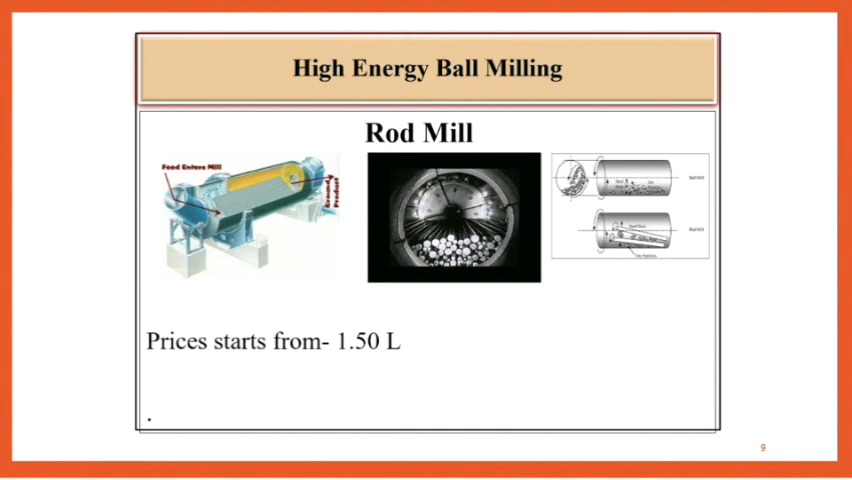 High Energy Ball Milling
Rod Mill
Feed Enters Mill
Ground Product
Prices starts from- 1.50 L
.
9